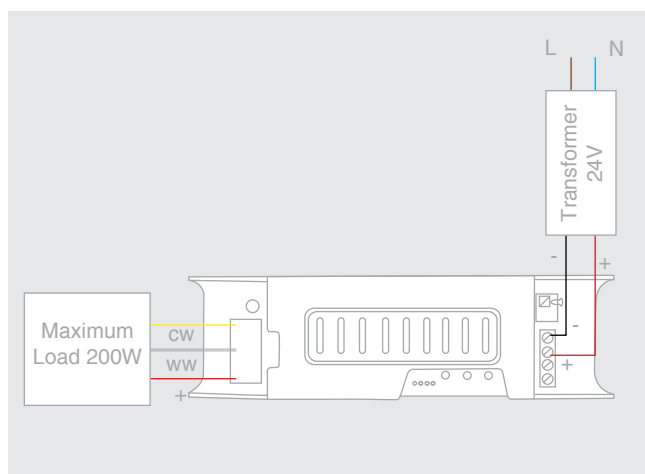 L N
Transformer
24V
- +
-
+
Maximum
Load 200W
CW
WW
+